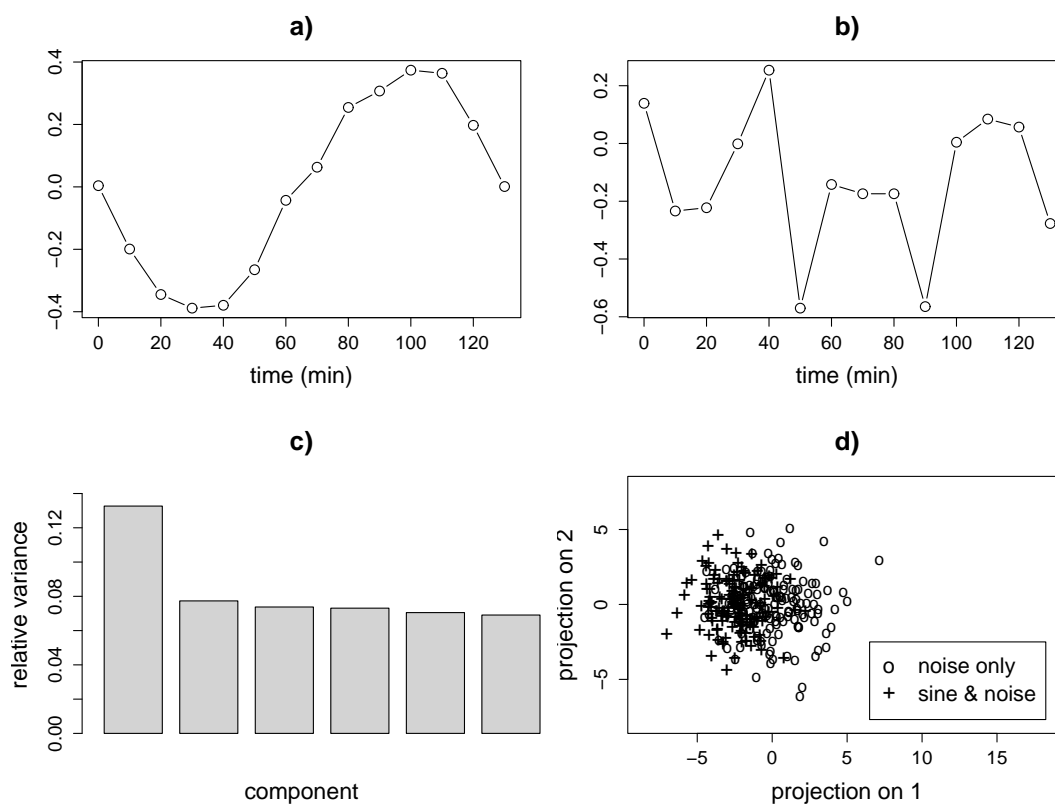 a)
0.4
0.2
0.0
−0.2
−0.4
0 20 40 60 80 100 120
time (min)
b)
0.2
0.0
−0.2
−0.4
−0.6
0 20 40 60 80 100 120
time (min)
c)
relative variance
0.12
0.08
0.04
0.00
component
d)
projection on 2
5
0
−5
o noise only
+ sine & noise
−5 0 5 10 15
projection on 1